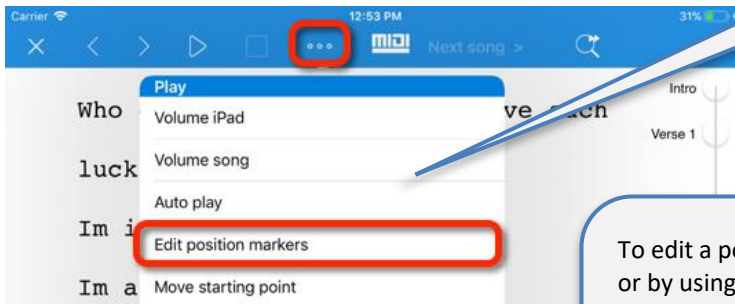 Carrier 12:53 PM 31%
MIDI Next song >
Play
Volume iPad
Volume song
Auto play
Edit position markers
Move starting point
Who ve such
luck
Im i
Im a
Intro
Verse 1
To edit a po
or by using